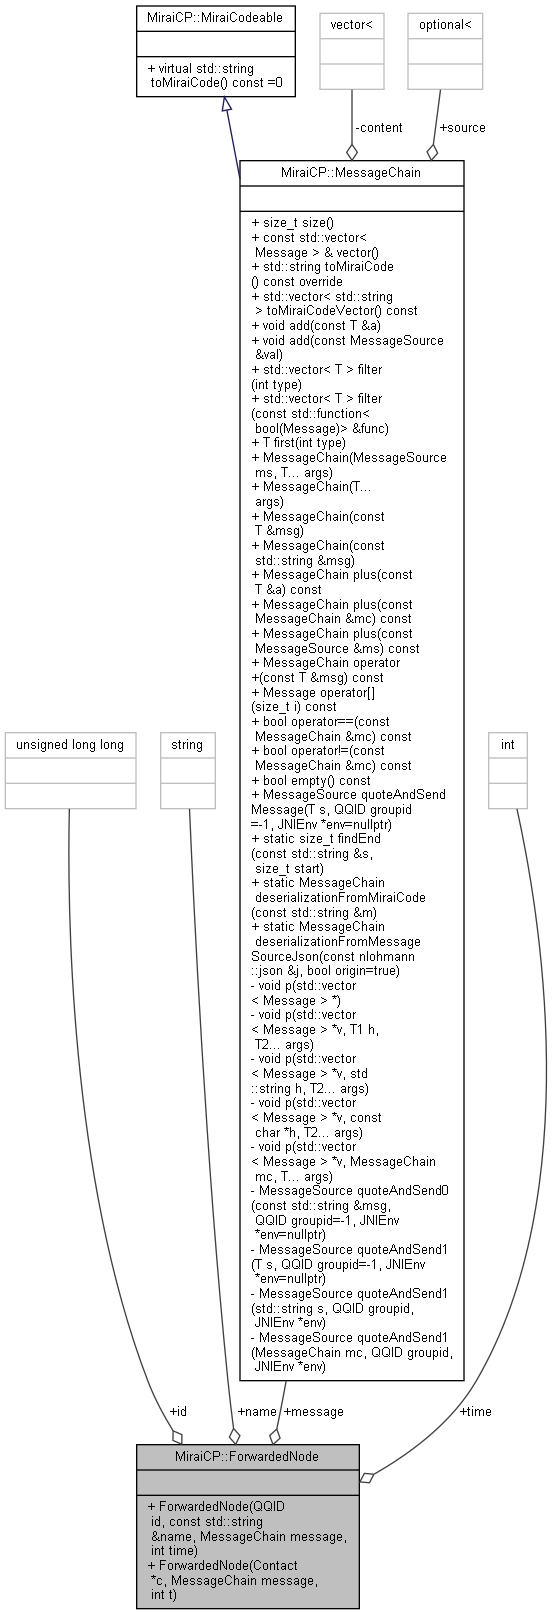 MiraiCP::MiraiCodeable
+ virtual std::string
toMiraiCode() const =0
vector<
optional<
-content
+source
MiraiCP::MessageChain
+ size_t size()
+ const std::vector<
Message > & vector()
+ std::string toMiraiCode
() const override
+ std::vector< std::string
> toMiraiCodeVector() const
+ void add(const T &a)
+ void add(const MessageSource
&val)
+ std::vector< T > filter
(int type)
+ std::vector< T > filter
(const std::function<
bool(Message)> &func)
+ T first(int type)
+ MessageChain(MessageSource
ms, T... args)
+ MessageChain(T...
args)
+ MessageChain(const
T &msg)
+ MessageChain(const
std::string &msg)
+ MessageChain plus(const
T &a) const
+ MessageChain plus(const
MessageChain &mc) const
+ MessageChain plus(const
MessageSource &ms) const
+ MessageChain operator
+(const T &msg) const
+ Message operator[]
(size_t i) const
+ bool operator==(const
MessageChain &mc) const
+ bool operator!=(const
MessageChain &mc) const
+ bool empty() const
+ MessageSource quoteAndSend
Message(T s, QQID groupid
=-1, JNIEnv *env=nullptr)
+ static size_t findEnd
(const std::string &s,
size_t start)
+ static MessageChain
deserializationFromMiraiCode
(const std::string &m)
+ static MessageChain
deserializationFromMessage
SourceJson(const nlohmann
::json &j, bool origin=true)
- void p(std::vector
< Message > *)
- void p(std::vector
< Message > *v, T1 h,
T2... args)
- void p(std::vector
< Message > *v, std
::string h, T2... args)
- void p(std::vector
< Message > *v, const
char *h, T2... args)
- void p(std::vector
< Message > *v, MessageChain
mc, T... args)
- MessageSource quoteAndSend0
(const std::string &msg,
QQID groupid=-1, JNIEnv
*env=nullptr)
- MessageSource quoteAndSend1
(T s, QQID groupid=-1, JNIEnv
*env=nullptr)
- MessageSource quoteAndSend1
(std::string s, QQID groupid,
JNIEnv *env)
- MessageSource quoteAndSend1
(MessageChain mc, QQID groupid,
JNIEnv *env)
unsigned long long
string
int
+id
+name
+message
+time
MiraiCP::ForwardedNode
+ ForwardedNode(QQID
id, const std::string
&name, MessageChain message,
int time)
+ ForwardedNode(Contact
*c, MessageChain message,
int t)